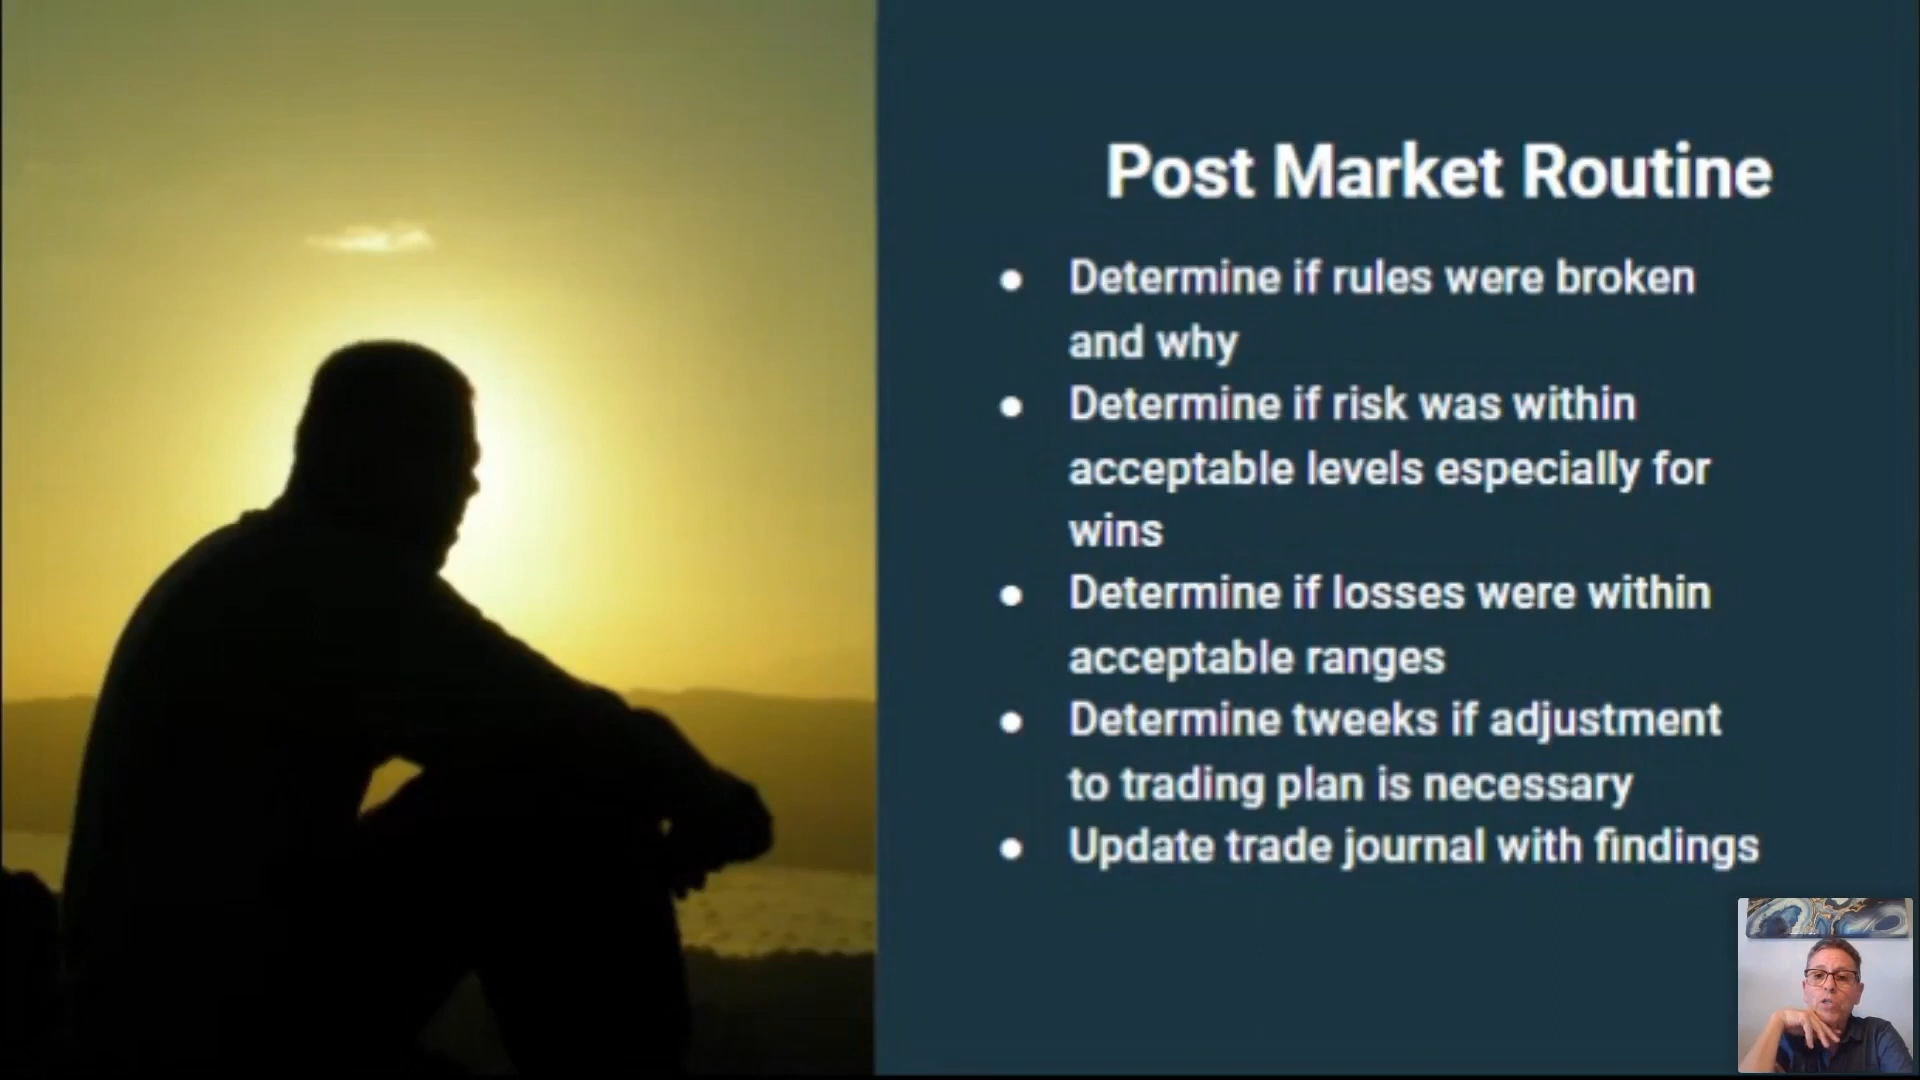 Post Market Routine
● Determine if rules were broken
and why
● Determine if risk was within
acceptable levels especially for
wins
● Determine if losses were within
acceptable ranges
● Determine tweeks if adjustment
to trading plan is necessary
● Update trade journal with findings